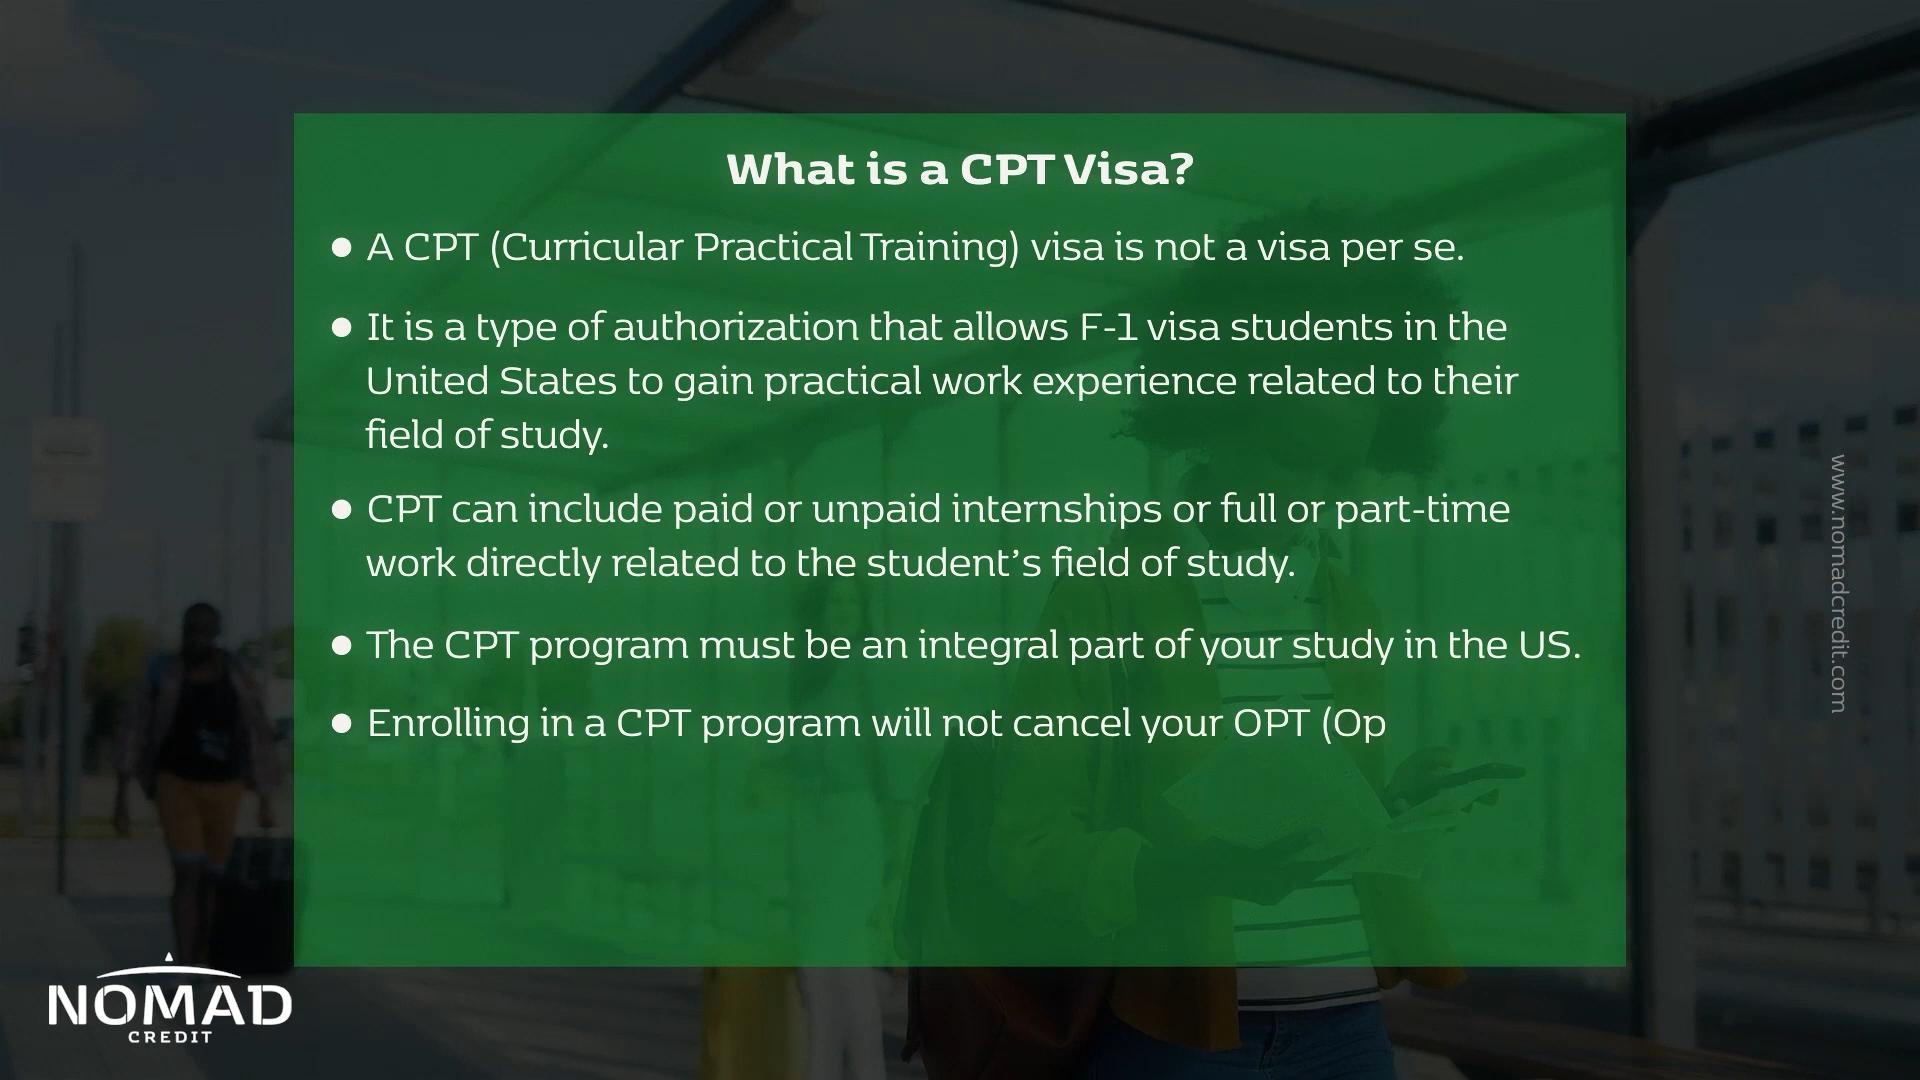 What is a CPT Visa?
● A CPT (Curricular Practical Training) visa is not a visa per se.
● It is a type of authorization that allows F-1 visa students in the
United States to gain practical work experience related to their
field of study.
● CPT can include paid or unpaid internships or full or part-time
work directly related to the student’s field of study.
● The CPT program must be an integral part of your study in the US.
● Enrolling in a CPT program will not cancel your OPT (Op
www.nomadcredit.com
NOMAD
CREDIT